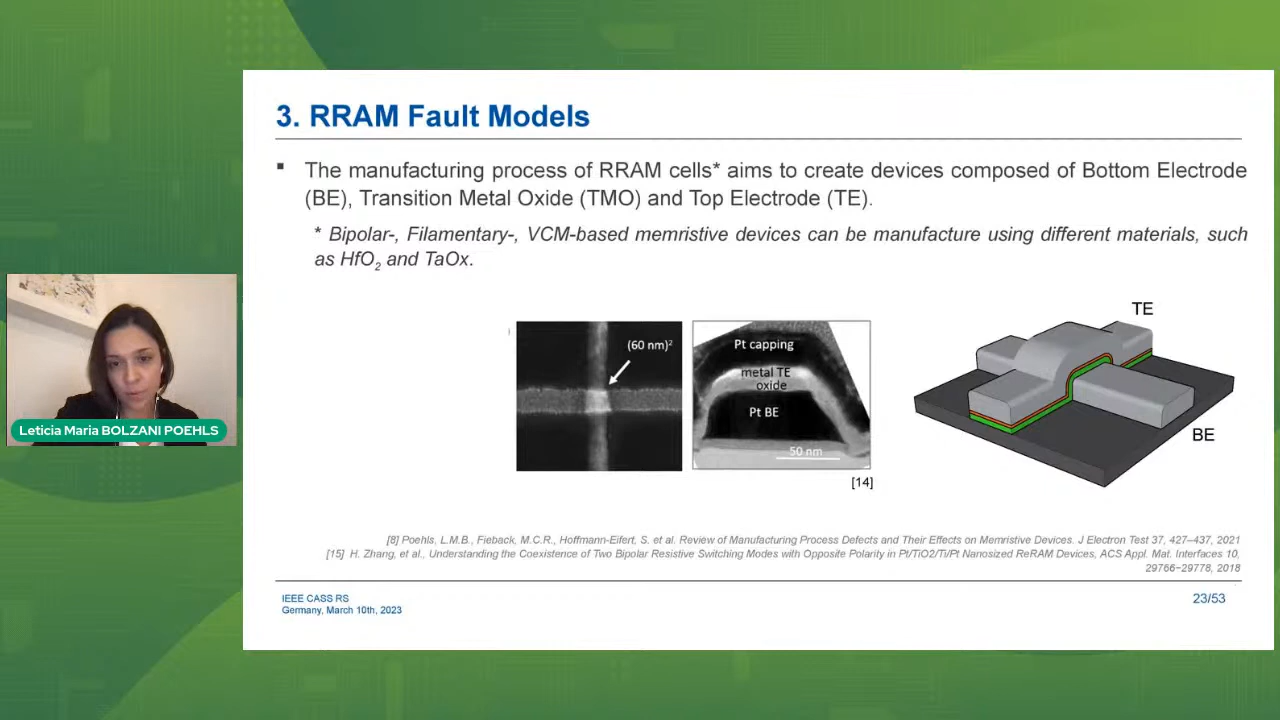 3. RRAM Fault Models
The manufacturing process of RRAM cells* aims to create devices composed of Bottom Electrode
(BE), Transition Metal Oxide (TMO) and Top Electrode (TE).
* Bipolar-, Filamentary-, VCM-based memristive devices can be manufacture using different materials, such
as HfO2 and TaOx.
(60 nm)²
Pt capping
metal TE
oxide
Pt BE
50 nm
[14]
TE
BE
Leticia Maria BOLZANI POEHLS
[8] Poehls, L.M.B., Fieback, M.C.R., Hoffmann-Eifert, S. et al. Review of Manufacturing Process Defects and Their Effects on Memristive Devices. J Electron Test 37, 427–437, 2021
[15] H. Zhang, et al., Understanding the Coexistence of Two Bipolar Resistive Switching Modes with Opposite Polarity in Pt/TiO2/Ti/Pt Nanosized ReRAM Devices, ACS Appl. Mat. Interfaces 10,
29766−29778, 2018
IEEE CASS RS
Germany, March 10th, 2023
23/53